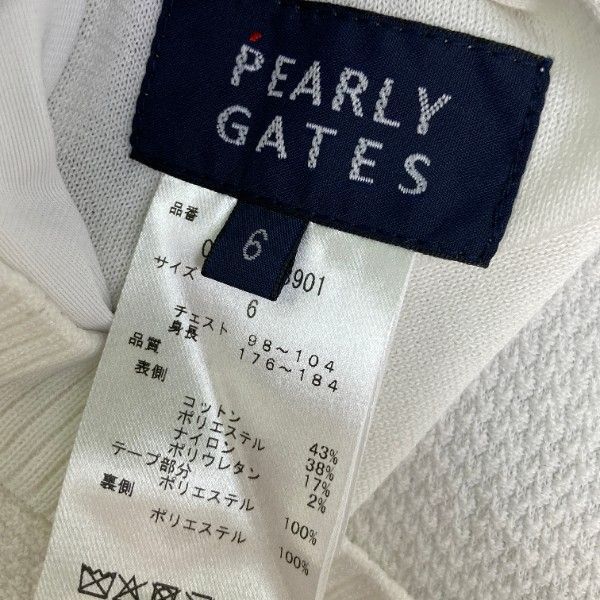 PEARLY
GATES
6
品番
3901
サイズ
6
チェスト 98～104
身長 176～184
品質
表側
コットン 43%
ポリエステル 38%
ナイロン 17%
ポリウレタン 2%
テープ部分
ポリエステル 100%
裏側
ポリエステル 100%